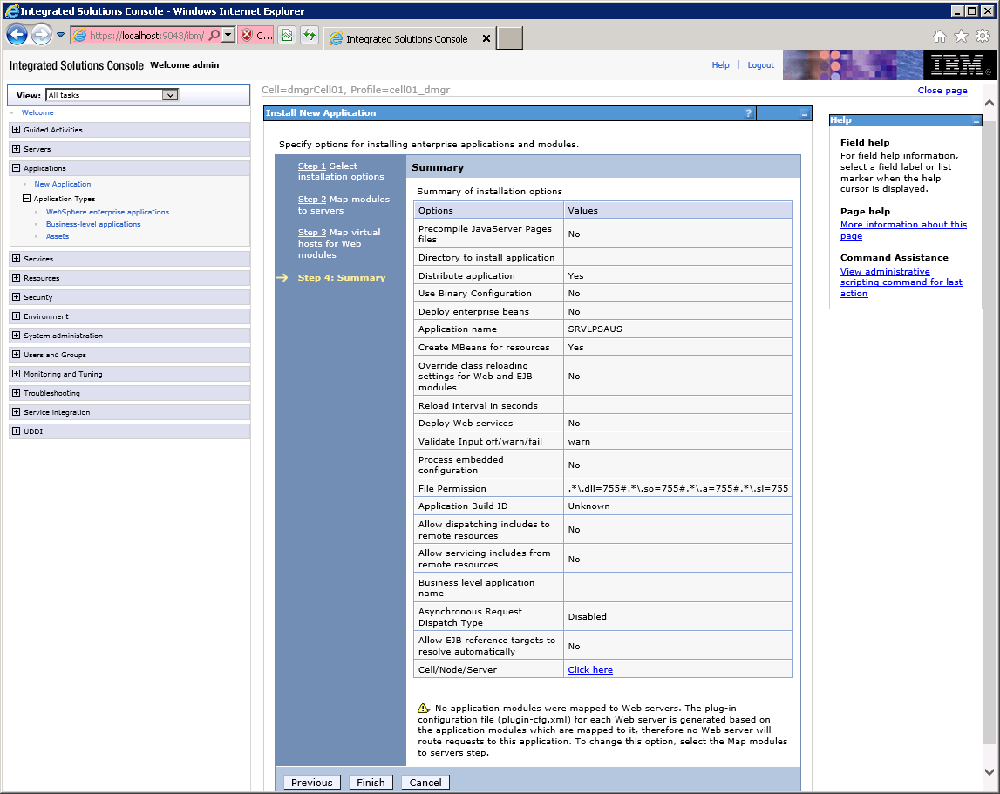 Integrated Solutions Console - Windows Internet Explorer
https://localhost:9043/ibm/
C...
Integrated Solutions Console
Integrated Solutions Console Welcome admin
Help
Logout
IBM®
View: All tasks
Welcome
Guided Activities
Servers
Applications
New Application
Application Types
WebSphere enterprise applications
Business-level applications
Assets
Services
Resources
Security
Environment
System administration
Users and Groups
Monitoring and Tuning
Troubleshooting
Service integration
UDDI
Cell=dmgrCell01, Profile=cell01_dmgr
Close page
Install New Application
?
Specify options for installing enterprise applications and modules.
Step 1 Select
installation options
Step 2 Map modules
to servers
Step 3 Map virtual
hosts for Web
modules
Step 4: Summary
Summary
Summary of installation options
Options Values
Precompile JavaServer Pages
files
No
Directory to install application
Distribute application Yes
Use Binary Configuration No
Deploy enterprise beans No
Application name SRVLPSAUS
Create MBeans for resources Yes
Override class reloading
settings for Web and EJB
modules
No
Reload interval in seconds
Deploy Web services No
Validate Input off/warn/fail warn
Process embedded
configuration
No
File Permission .*\.dll=755#.*\.so=755#.*\.a=755#.*\.sl=755
Application Build ID Unknown
Allow dispatching includes to
remote resources
No
Allow servicing includes from
remote resources
No
Business level application
name
Asynchronous Request
Dispatch Type
Disabled
Allow EJB reference targets to
resolve automatically
No
Cell/Node/Server Click here
No application modules were mapped to Web servers. The plug-in
configuration file (plugin-cfg.xml) for each Web server is generated based on
the application modules which are mapped to it, therefore no Web server will
route requests to this application. To change this option, select the Map modules
to servers step.
Previous Finish Cancel
Help
Field help
For field help information,
select a field label or list
marker when the help
cursor is displayed.
Page help
More information about this
page
Command Assistance
View administrative
scripting command for last
action